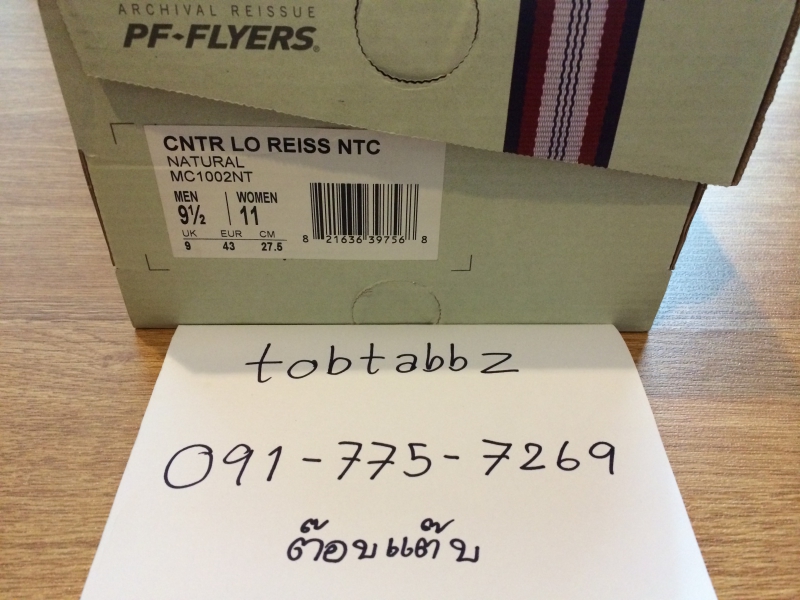 ARCHIVAL REISSUE
PF-FLYERS®
CNTR LO REISS NTC
NATURAL
MC1002NT
MEN WOMEN
9½ 11
UK EUR CM
9 43 27.5
8 21636 39756 8
tobtabbz
091-775-7269
ต๊อบแต๊บ